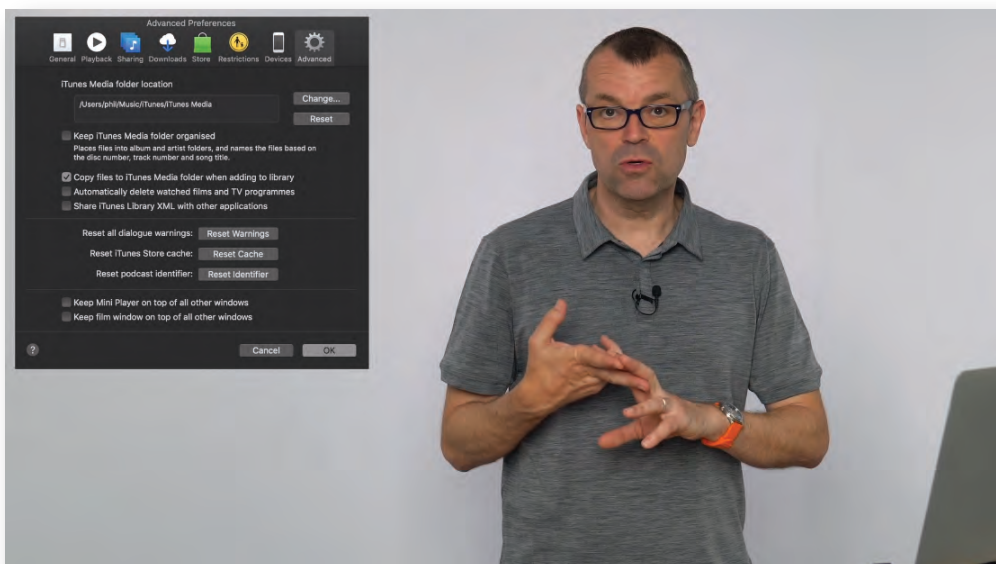 Advanced Preferences
General Playback Sharing Downloads Store Restrictions Devices Advanced
iTunes Media folder location
/Users/phil/Music/iTunes/iTunes Media
Change...
Reset
Keep iTunes Media folder organised
Places files into album and artist folders, and names the files based on
the disc number, track number and song title.
Copy files to iTunes Media folder when adding to library
Automatically delete watched films and TV programmes
Share iTunes Library XML with other applications
Reset all dialogue warnings: Reset Warnings
Reset iTunes Store cache: Reset Cache
Reset podcast identifier: Reset Identifier
Keep Mini Player on top of all other windows
Keep film window on top of all other windows
? Cancel OK